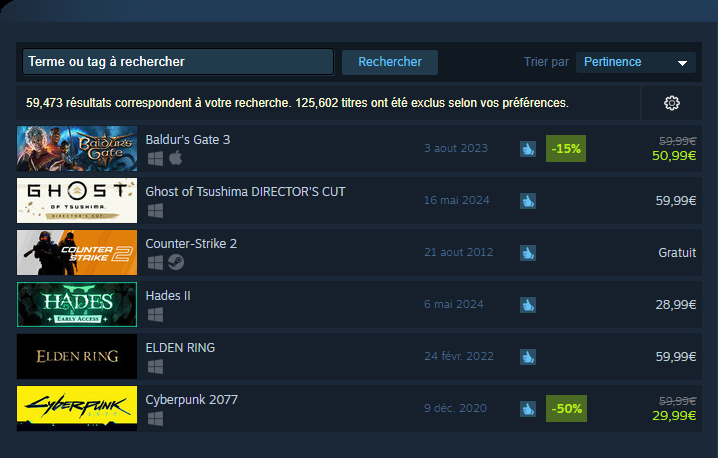 Terme ou tag à rechercher
Rechercher
Trier par
Pertinence
59,473 résultats correspondent à votre recherche. 125,602 titres ont été exclus selon vos préférences.
BALDUR'S GATE
Baldur's Gate 3
3 aout 2023
-15%
59,99€
50,99€
GHOST
OF TSUSHIMA
DIRECTOR'S CUT
Ghost of Tsushima DIRECTOR'S CUT
16 mai 2024
59,99€
COUNTER
STRIKE 2
Counter-Strike 2
21 aout 2012
Gratuit
HADES II
EARLY ACCESS
Hades II
6 mai 2024
28,99€
ELDEN RING
ELDEN RING
24 févr. 2022
59,99€
CYBERPUNK
2077
Cyberpunk 2077
9 déc. 2020
-50%
59,99€
29,99€